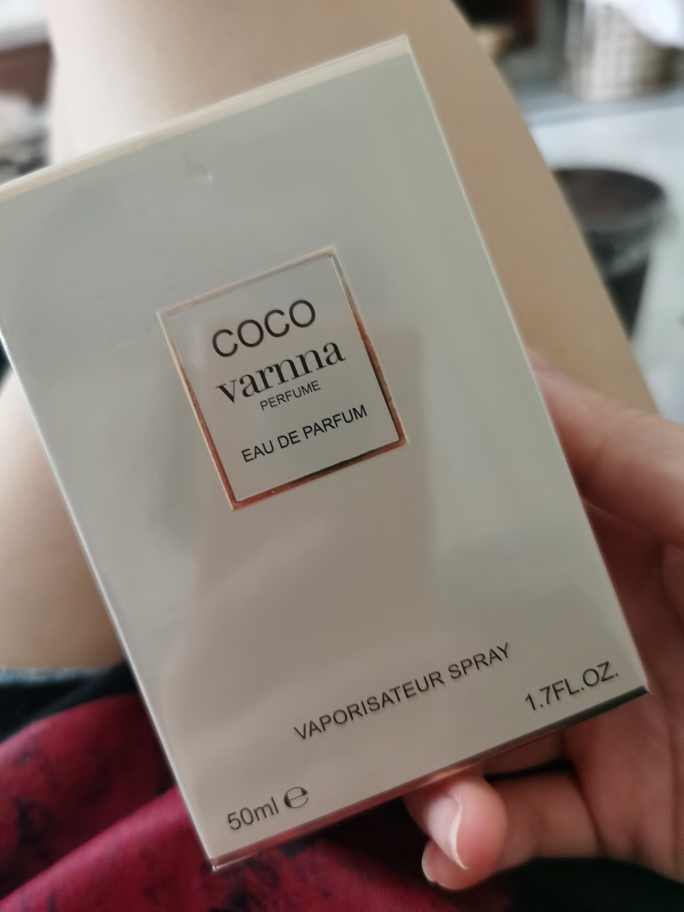 COCO
varnna
PERFUME
EAU DE PARFUM
VAPORISATEUR SPRAY
1.7FL.OZ.
50ml ℮